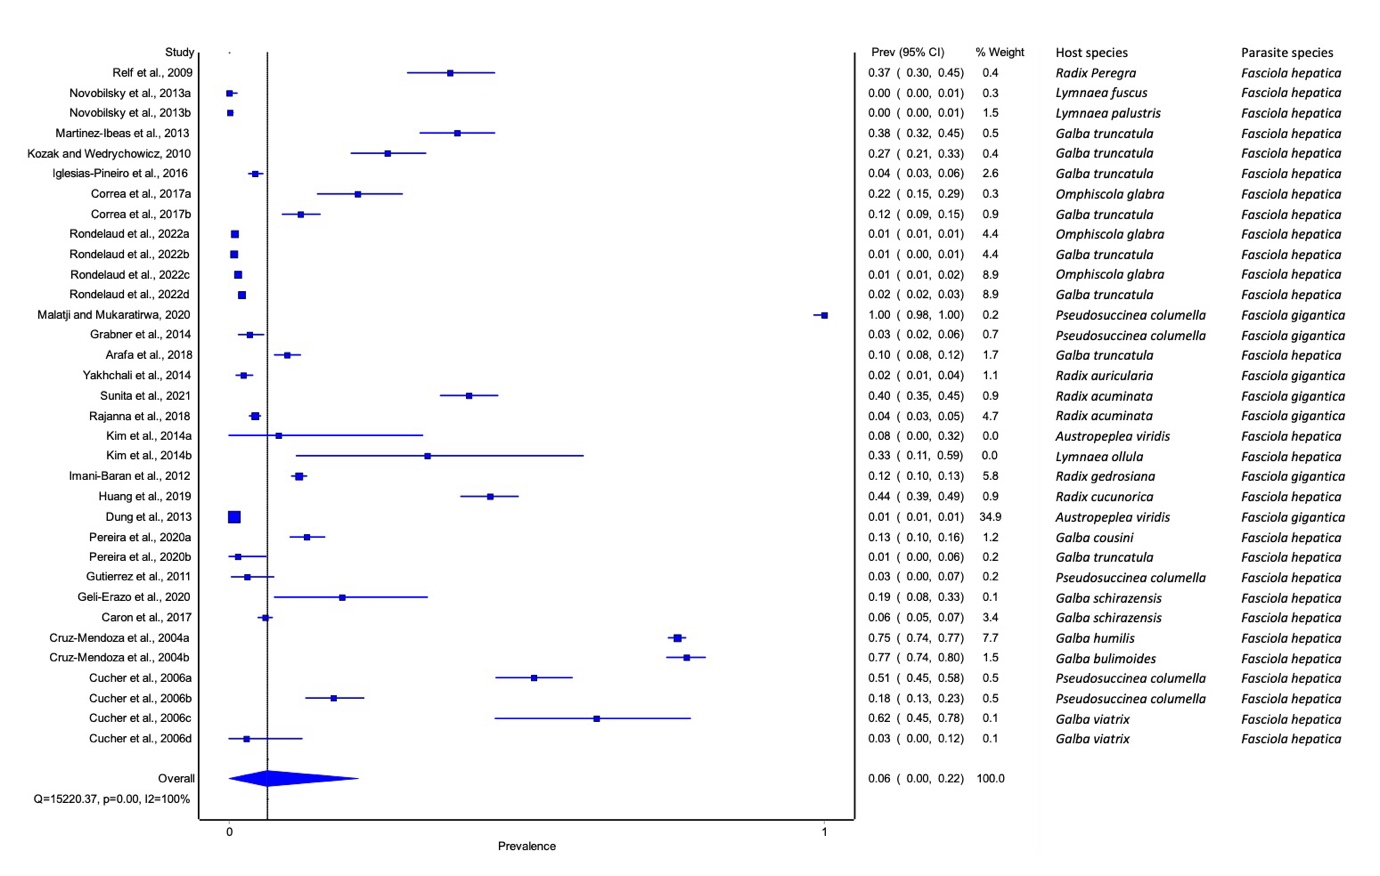 Study Prev (95% CI) % Weight Host species Parasite species
Relf et al., 2009 0.37 ( 0.30, 0.45) 0.4 Radix Peregra Fasciola hepatica
Novobilsky et al., 2013a 0.00 ( 0.00, 0.01) 0.3 Lymnaea fuscus Fasciola hepatica
Novobilsky et al., 2013b 0.00 ( 0.00, 0.01) 1.5 Lymnaea palustris Fasciola hepatica
Martinez-Ibeas et al., 2013 0.38 ( 0.32, 0.45) 0.5 Galba truncatula Fasciola hepatica
Kozak and Wedrychowicz, 2010 0.27 ( 0.21, 0.33) 0.4 Galba truncatula Fasciola hepatica
Iglesias-Pineiro et al., 2016 0.04 ( 0.03, 0.06) 2.6 Galba truncatula Fasciola hepatica
Correa et al., 2017a 0.22 ( 0.15, 0.29) 0.3 Omphiscola glabra Fasciola hepatica
Correa et al., 2017b 0.12 ( 0.09, 0.15) 0.9 Galba truncatula Fasciola hepatica
Rondelaud et al., 2022a 0.01 ( 0.01, 0.01) 4.4 Omphiscola glabra Fasciola hepatica
Rondelaud et al., 2022b 0.01 ( 0.00, 0.01) 4.4 Galba truncatula Fasciola hepatica
Rondelaud et al., 2022c 0.01 ( 0.01, 0.02) 8.9 Omphiscola glabra Fasciola hepatica
Rondelaud et al., 2022d 0.02 ( 0.02, 0.03) 8.9 Galba truncatula Fasciola hepatica
Malatji and Mukaratirwa, 2020 1.00 ( 0.98, 1.00) 0.2 Pseudosuccinea columella Fasciola gigantica
Grabner et al., 2014 0.03 ( 0.02, 0.06) 0.7 Pseudosuccinea columella Fasciola gigantica
Arafa et al., 2018 0.10 ( 0.08, 0.12) 1.7 Galba truncatula Fasciola hepatica
Yakhchali et al., 2014 0.02 ( 0.01, 0.04) 1.1 Radix auricularia Fasciola gigantica
Sunita et al., 2021 0.40 ( 0.35, 0.45) 0.9 Radix acuminata Fasciola gigantica
Rajanna et al., 2018 0.04 ( 0.03, 0.05) 4.7 Radix acuminata Fasciola gigantica
Kim et al., 2014a 0.08 ( 0.00, 0.32) 0.0 Austropeplea viridis Fasciola hepatica
Kim et al., 2014b 0.33 ( 0.11, 0.59) 0.0 Lymnaea ollula Fasciola hepatica
Imani-Baran et al., 2012 0.12 ( 0.10, 0.13) 5.8 Radix gedrosiana Fasciola gigantica
Huang et al., 2019 0.44 ( 0.39, 0.49) 0.9 Radix cucunorica Fasciola hepatica
Dung et al., 2013 0.01 ( 0.01, 0.01) 34.9 Austropeplea viridis Fasciola gigantica
Pereira et al., 2020a 0.13 ( 0.10, 0.16) 1.2 Galba cousini Fasciola hepatica
Pereira et al., 2020b 0.01 ( 0.00, 0.06) 0.2 Galba truncatula Fasciola hepatica
Gutierrez et al., 2011 0.03 ( 0.00, 0.07) 0.2 Pseudosuccinea columella Fasciola hepatica
Geli-Erazo et al., 2020 0.19 ( 0.08, 0.33) 0.1 Galba schirazensis Fasciola hepatica
Caron et al., 2017 0.06 ( 0.05, 0.07) 3.4 Galba schirazensis Fasciola hepatica
Cruz-Mendoza et al., 2004a 0.75 ( 0.74, 0.77) 7.7 Galba humilis Fasciola hepatica
Cruz-Mendoza et al., 2004b 0.77 ( 0.74, 0.80) 1.5 Galba bulimoides Fasciola hepatica
Cucher et al., 2006a 0.51 ( 0.45, 0.58) 0.5 Pseudosuccinea columella Fasciola hepatica
Cucher et al., 2006b 0.18 ( 0.13, 0.23) 0.5 Pseudosuccinea columella Fasciola hepatica
Cucher et al., 2006c 0.62 ( 0.45, 0.78) 0.1 Galba viatrix Fasciola hepatica
Cucher et al., 2006d 0.03 ( 0.00, 0.12) 0.1 Galba viatrix Fasciola hepatica
Overall 0.06 ( 0.00, 0.22) 100.0
Q=15220.37, p=0.00, I2=100%
0 1
Prevalence